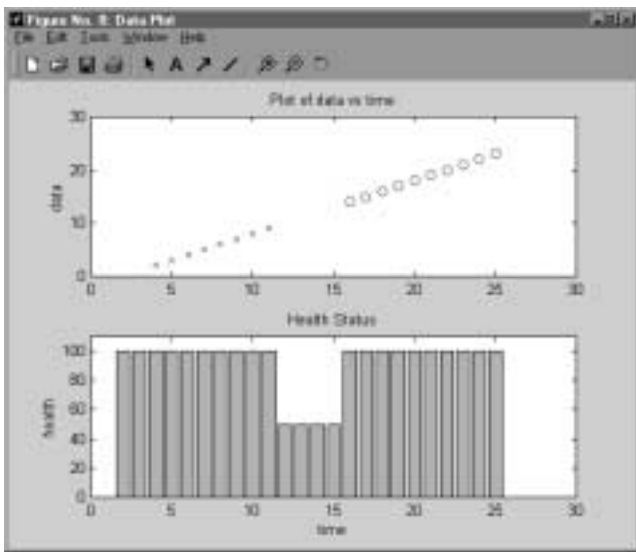 Figure No. 8: Data Plot
File Edit Tools Window Help
A
Plot of data vs time
30
20
10
0
data
0 5 10 15 20 25 30
Health Status
100
80
60
40
20
0
health
0 5 10 15 20 25 30
time